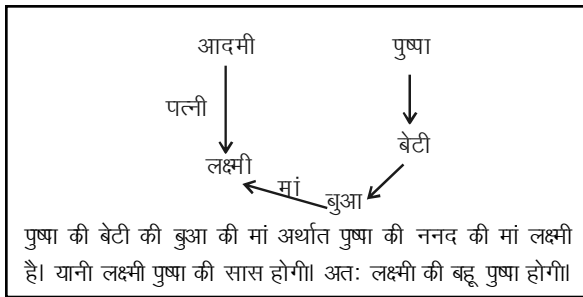 आदमी पुष्पा
पत्नी
बेटी
लक्ष्मी
मां
बुआ
पुष्पा की बेटी की बुआ की मां अर्थात पुष्पा की ननद की मां लक्ष्मी
है। यानी लक्ष्मी पुष्पा की सास होगी। अत: लक्ष्मी की बहू पुष्पा होगी।